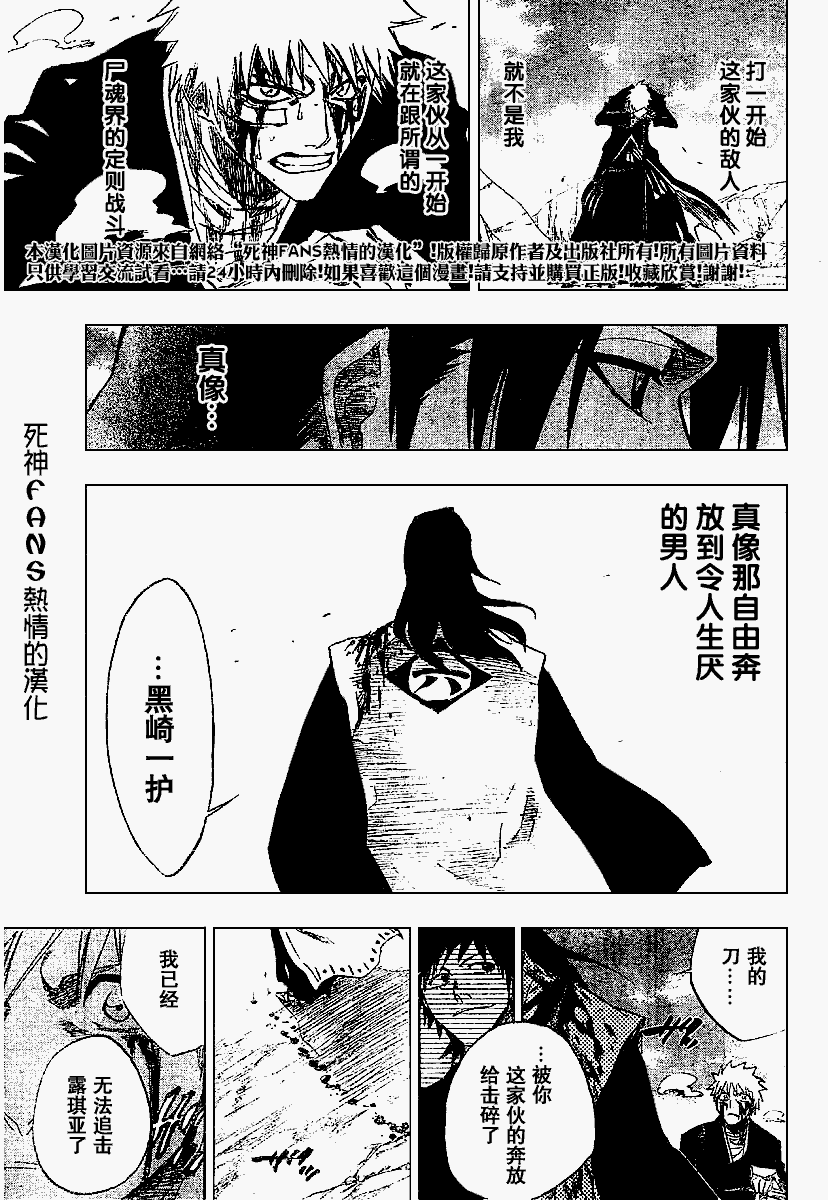 打一开始
这家伙的敌人
就不是我
这家伙从一开始
就在跟所谓的
尸魂界的定则战斗
本漢化圖片資源來自網絡“死神FANS熱情的漢化”!版權歸原作者及出版社所有!所有圖片資料
只供學習交流試看…請24小時內刪除!如果喜歡這個漫畫!請支持並購買正版!收藏欣賞!謝謝!
真像…
死神FANS熱情的漢化
真像那自由奔
放到令人生厌
的男人
…黑崎一护
我的
刀……
…被你
这家伙的奔放
给击碎了
我已经
无法追击
露琪亚了